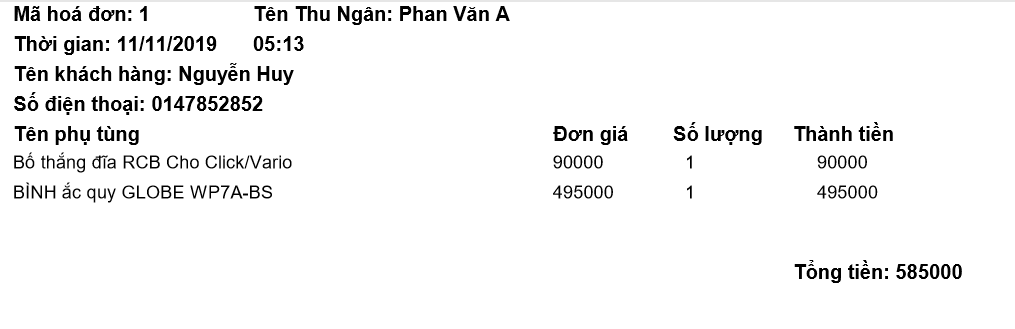 Mã hoá đơn: 1 Tên Thu Ngân: Phan Văn A
Thời gian: 11/11/2019 05:13
Tên khách hàng: Nguyễn Huy
Số điện thoại: 0147852852
Tên phụ tùng Đơn giá Số lượng Thành tiền
Bố thắng đĩa RCB Cho Click/Vario 90000 1 90000
BÌNH ắc quy GLOBE WP7A-BS 495000 1 495000
Tổng tiền: 585000